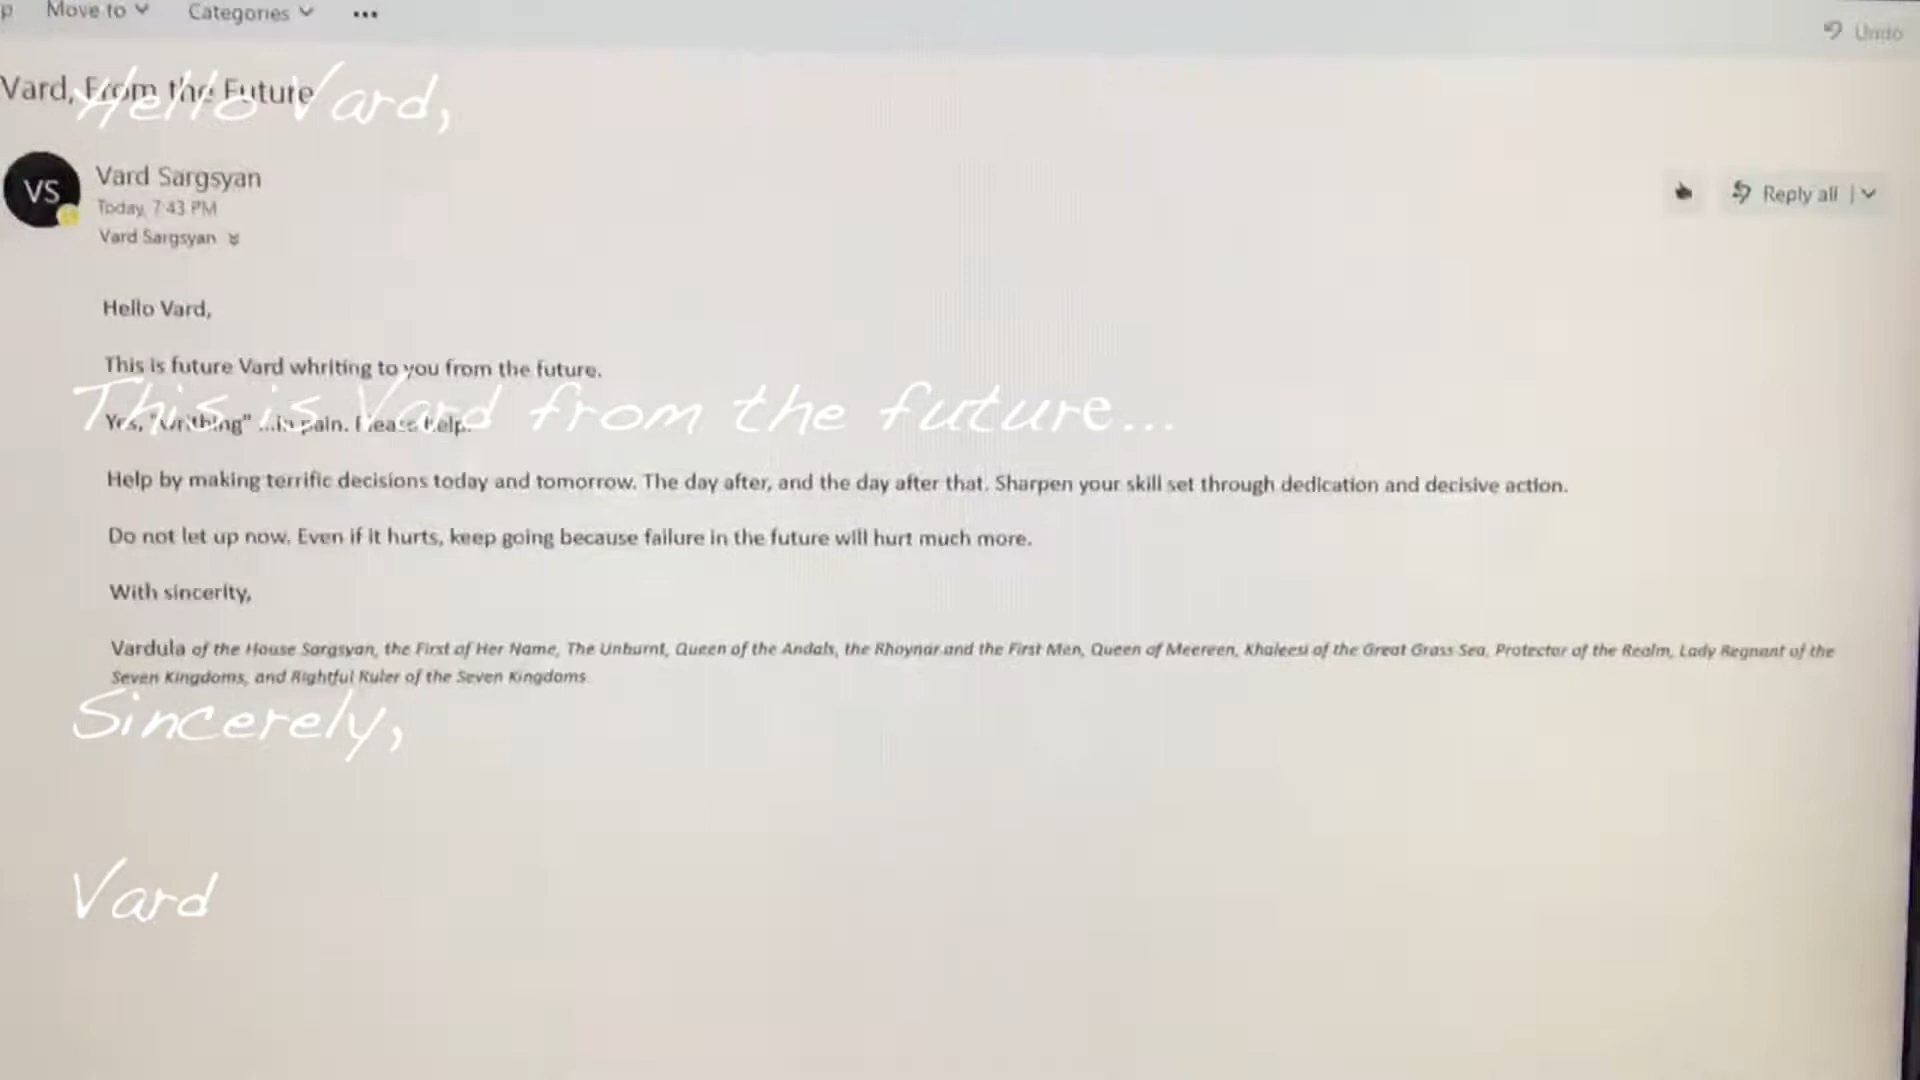 Move to
Categories
...
Undo
Vard, From the Future
Hello Vard,
VS
Vard Sargsyan
Today, 7:43 PM
Vard Sargsyan
Reply all
Hello Vard,
This is future Vard whriting to you from the future.
This is Vard from the future...
Yes, "writhing" ...in pain. Please help.
Help by making terrific decisions today and tomorrow. The day after, and the day after that. Sharpen your skill set through dedication and decisive action.
Do not let up now. Even if it hurts, keep going because failure in the future will hurt much more.
With sincerity,
Vardula of the House Sargsyan, the First of Her Name, The Unburnt, Queen of the Andals, the Rhoynar and the First Men, Queen of Meereen, Khaleesi of the Great Grass Sea, Protector of the Realm, Lady Regnant of the
Seven Kingdoms, and Rightful Ruler of the Seven Kingdoms
Sincerely,
Vard